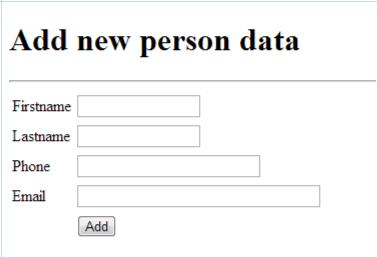 Add new person data
Firstname
Lastname
Phone
Email
Add